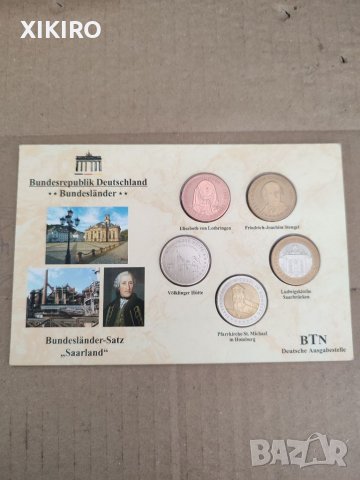 XIKIRO
Bundesrepublik Deutschland
** Bundesländer **
Elisabeth von Lothringen
Friedrich-Joachim Stengel
Völklinger Hütte
Ludwigskirche
Saarbrücken
Pfarrkirche St. Michael
in Homburg
Bundesländer-Satz
„Saarland“
BTN
Deutsche Ausgabestelle
BAZAR